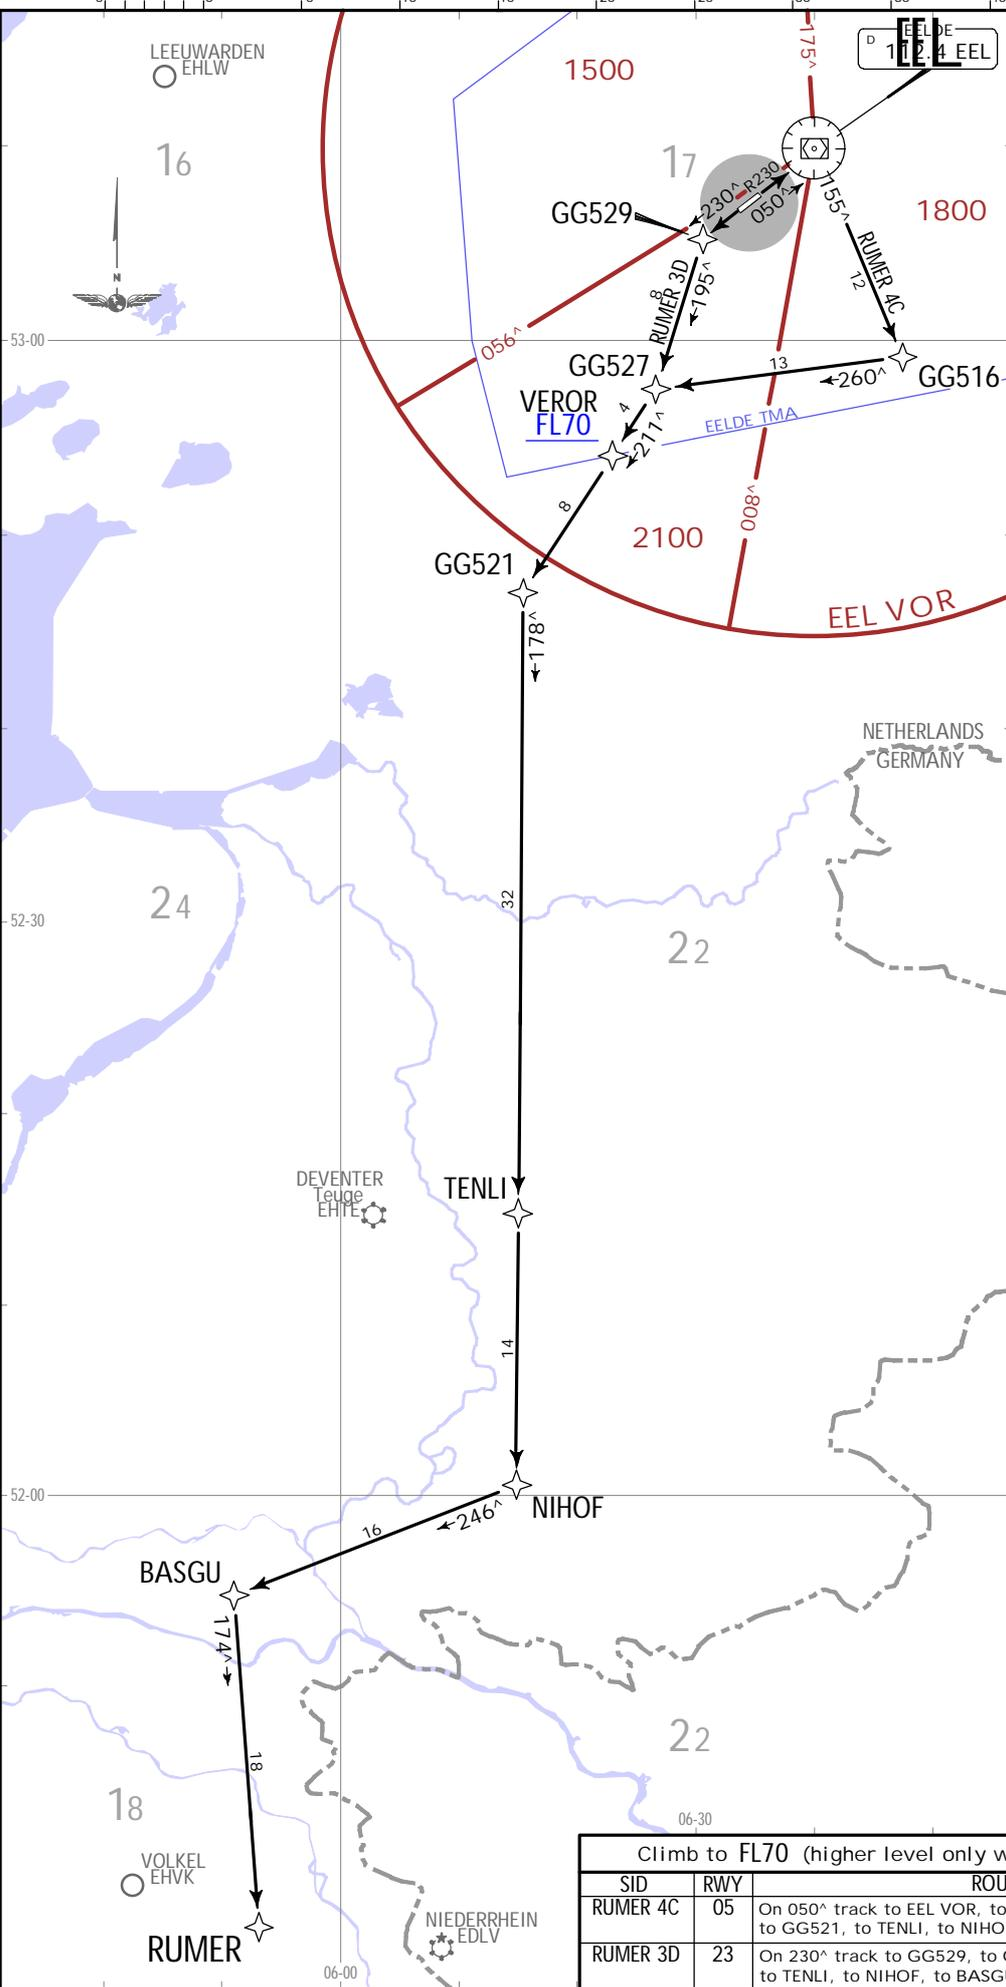 LEEUWARDEN
EHLW
EELDE
D 112.4 EEL
EEL
175^
1500
16
17
230^
R230
050^
155^
1800
GG529
N
RUMER 3D
8
195^
RUMER 4C
12
53-00
056^
GG527
13
260^
GG516
VEROR
FL70
4
211^
EELDE TMA
8
008^
2100
GG521
EEL VOR
178^
NETHERLANDS
GERMANY
32
24
52-30
22
DEVENTER
Teuge
EHTE
TENLI
14
52-00
NIHOF
246^
16
BASGU
174^
18
22
18
06-30
VOLKEL
EHVK
NIEDERRHEIN
EDLV
RUMER
06-00
Climb to FL70 (higher level only w
SID RWY ROU
RUMER 4C 05 On 050^ track to EEL VOR, to
to GG521, to TENLI, to NIHO
RUMER 3D 23 On 230^ track to GG529, to
to TENLI, to NIHOF, to BASG